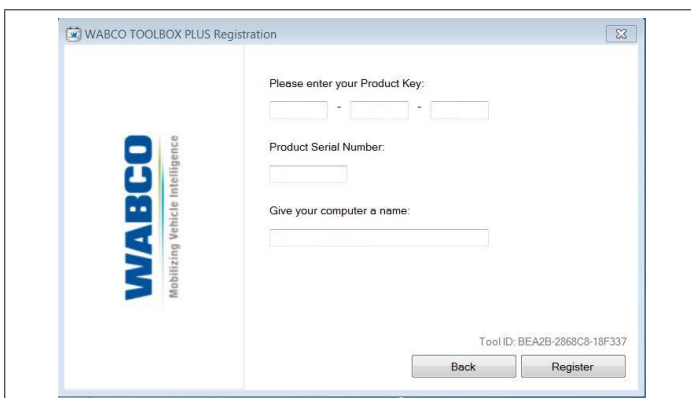 WABCO TOOLBOX PLUS Registration
WABCO
Mobilizing Vehicle Intelligence
Please enter your Product Key:
- -
Product Serial Number:
Give your computer a name:
Tool ID: BEA2B-2868C8-18F337
Back Register